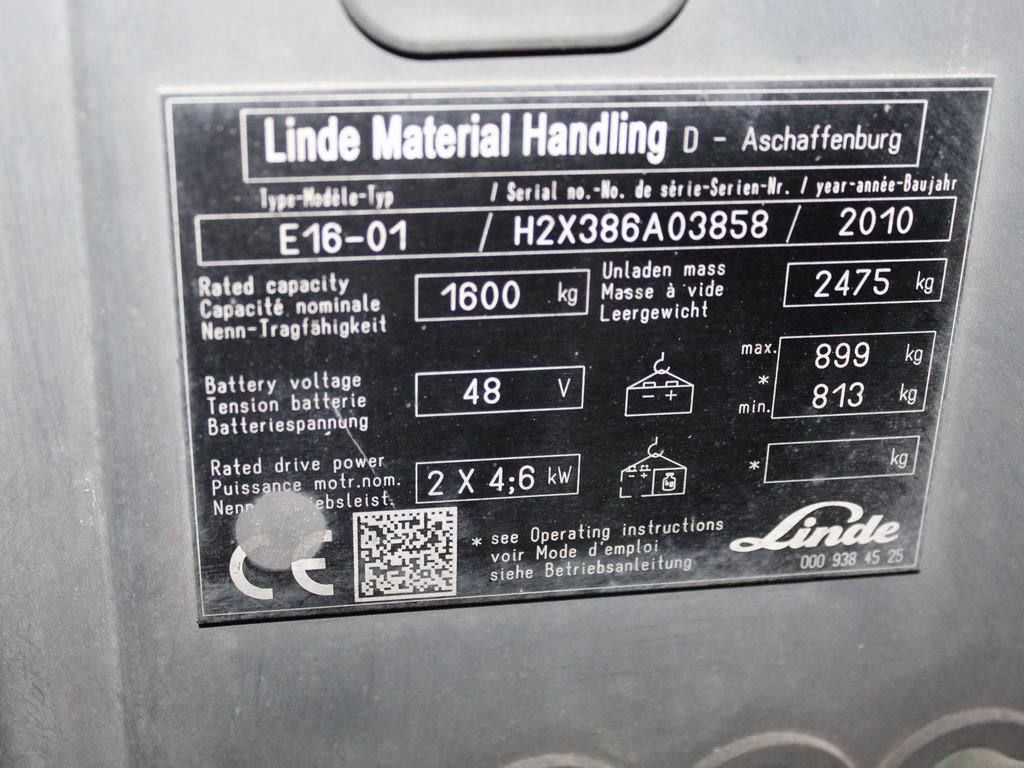 Linde Material Handling D - Aschaffenburg
Type-Modèle-Typ / Serial no.-No. de série-Serien-Nr. / year-année-Baujahr
E16-01 / H2X386A03858 / 2010
Rated capacity
Capacité nominale
Nenn-Tragfähigkeit
1600 kg
Unladen mass
Masse à vide
Leergewicht
2475 kg
Battery voltage
Tension batterie
Batteriespannung
48 V
- +
max. 899 kg
*
min. 813 kg
Rated drive power
Puissance motr.nom.
2 X 4;6 kW
- +
kg
* kg
CE
* see Operating instructions
voir Mode d'emploi
siehe Betriebsanleitung
Linde
000 938 45 25